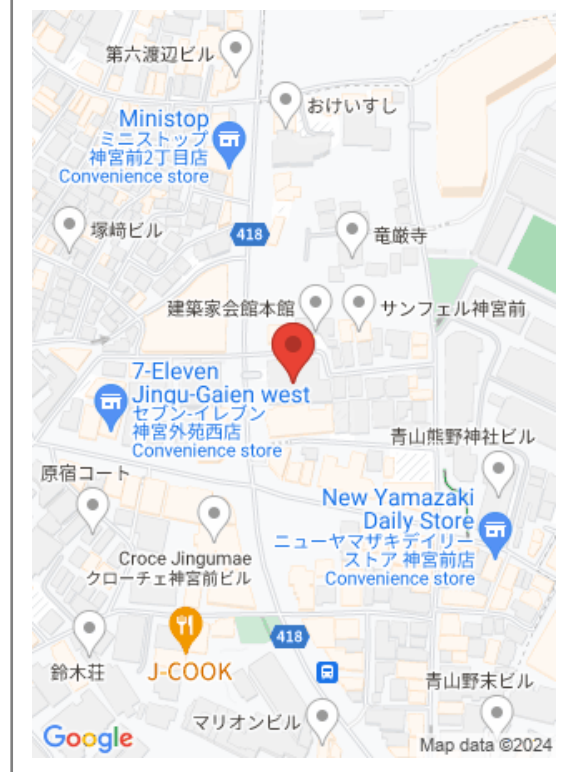 第六渡辺ビル
おけいすし
Ministop
ミニストップ
神宮前2丁目店
Convenience store
塚﨑ビル
418
竜厳寺
建築家会館本館
サンフェル神宮前
7-Eleven
Jingu-Gaien west
セブン-イレブン
神宮外苑西店
Convenience store
青山熊野神社ビル
原宿コート
New Yamazaki
Daily Store
ニューヤマザキデイリー
ストア 神宮前店
Convenience store
Croce Jingumae
クローチェ神宮前ビル
418
鈴木荘
J-COOK
青山野末ビル
マリオンビル
Google
Map data ©2024